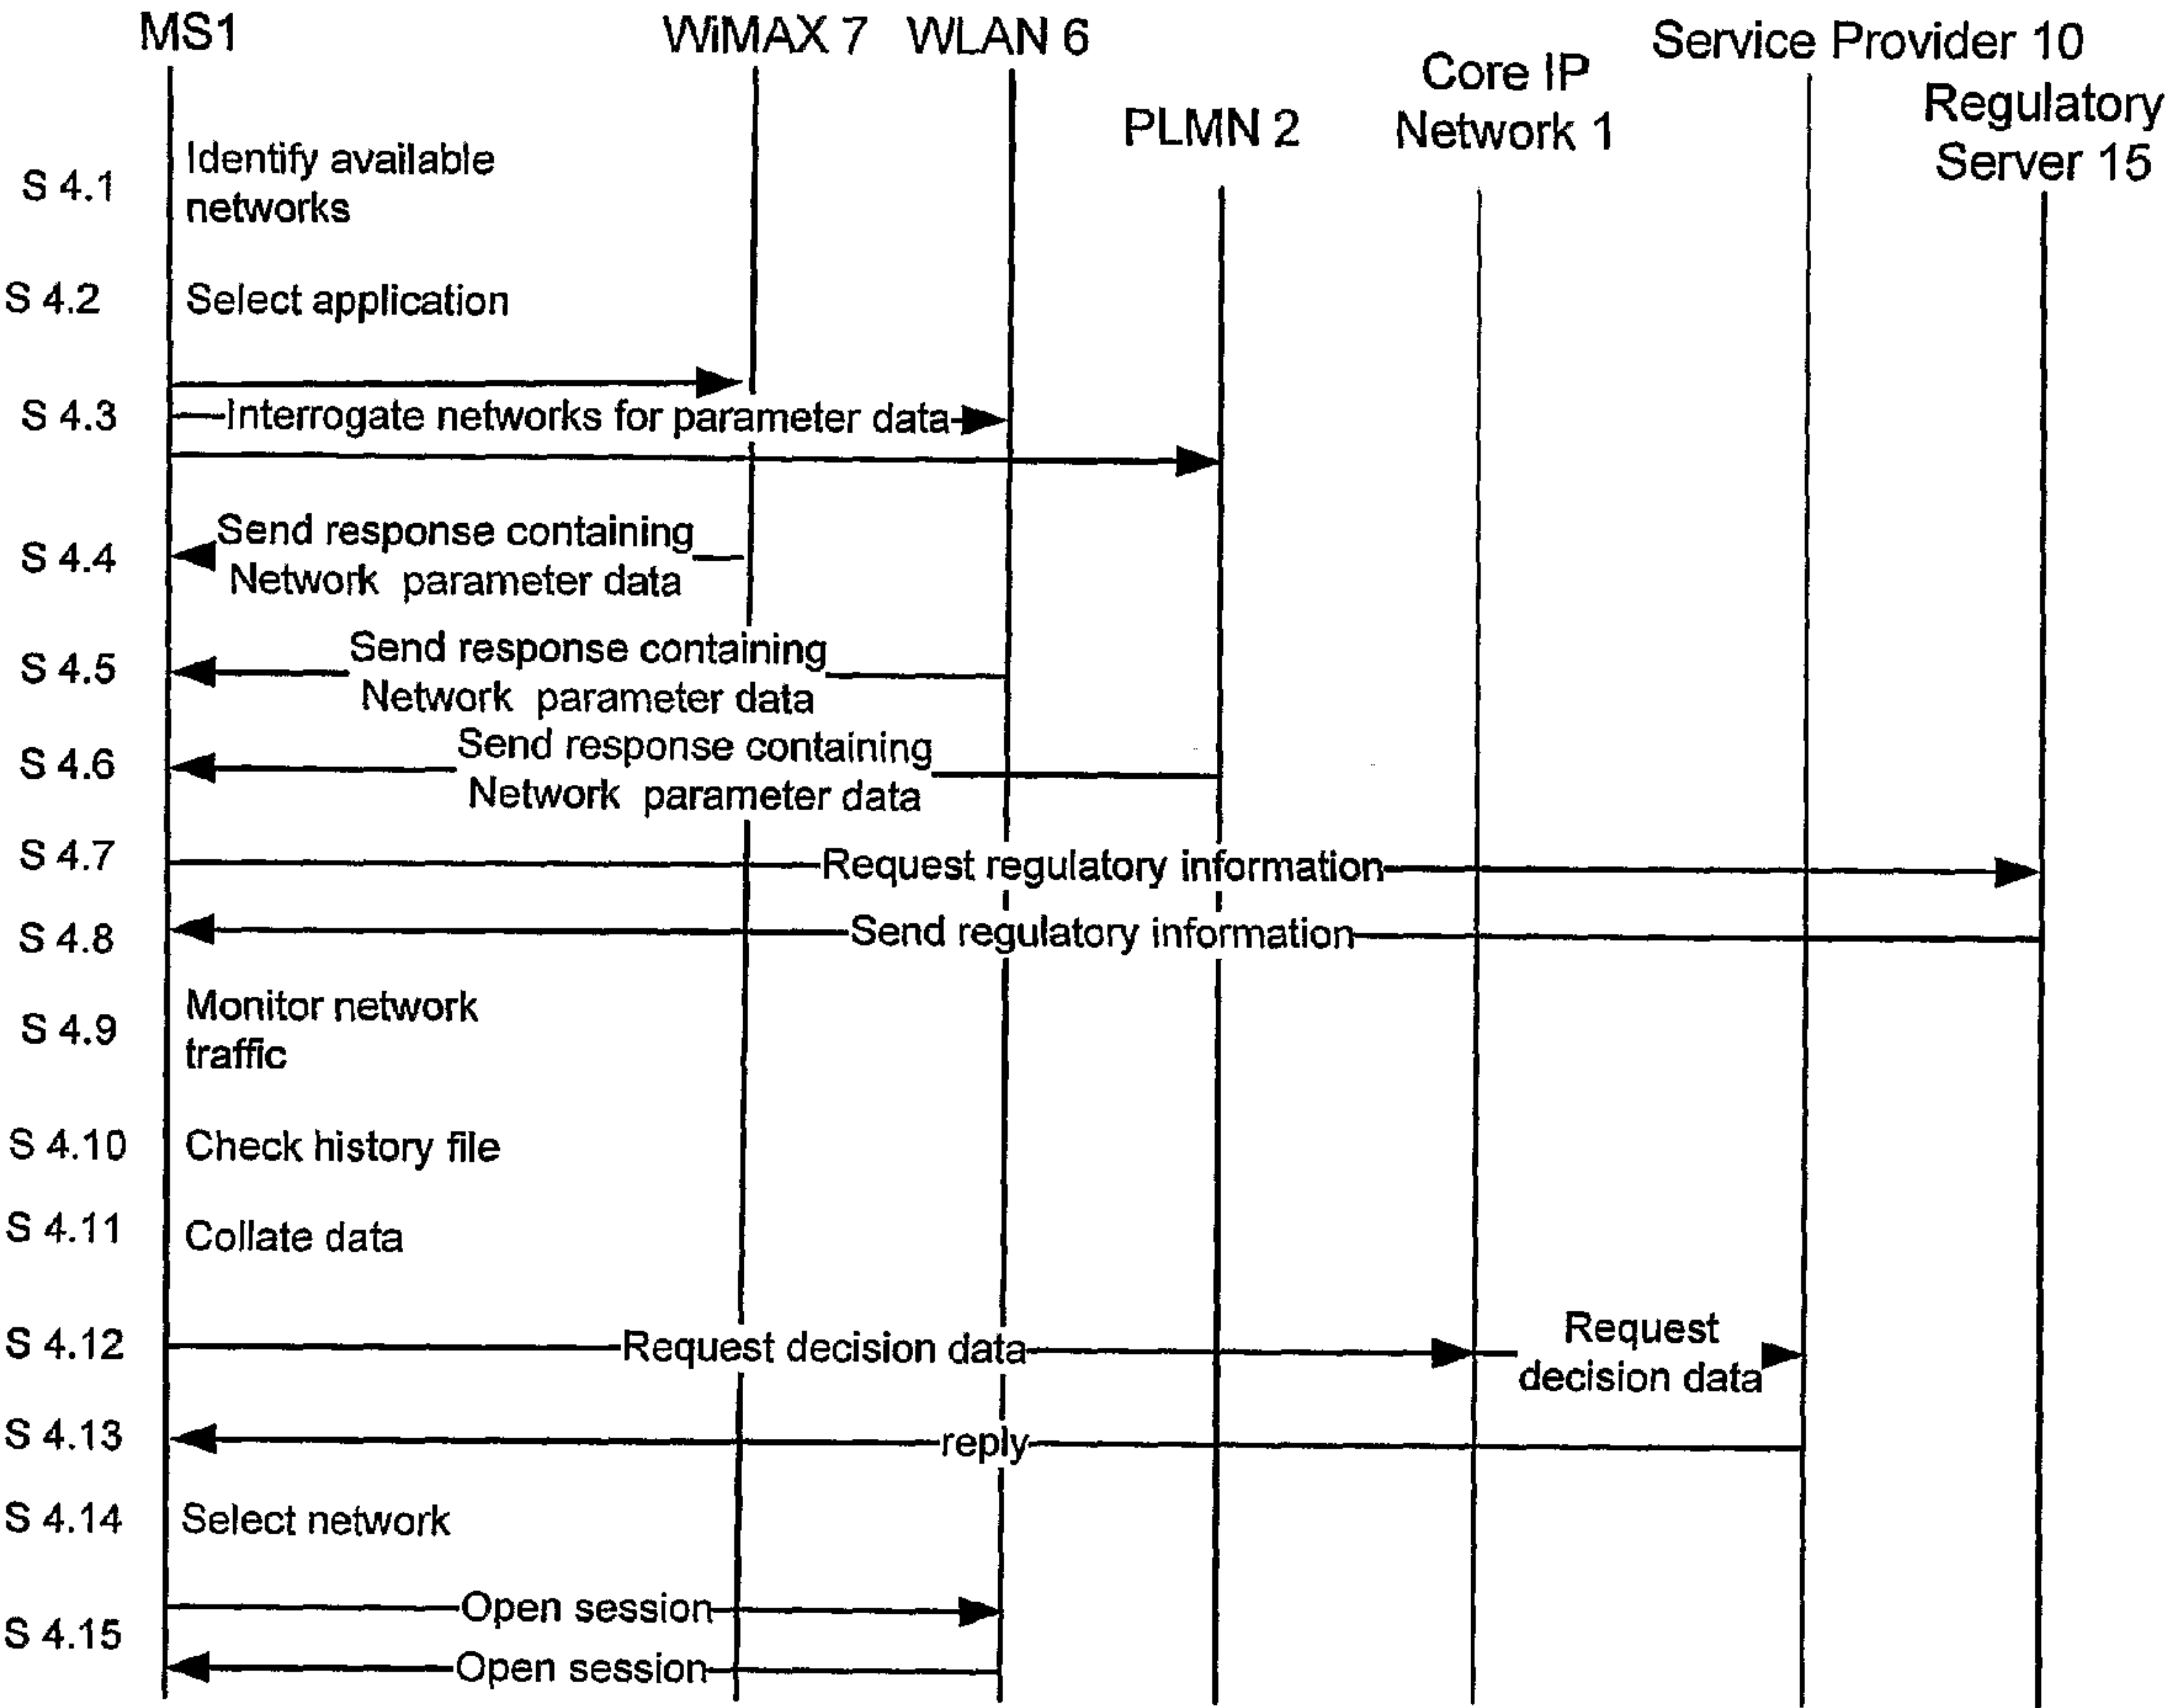 MS1
WiMAX 7
WLAN 6
PLMN 2
Core IP
Network 1
Service Provider 10
Regulatory
Server 15
S 4.1
Identify available
networks
S 4.2
Select application
S 4.3
Interrogate networks for parameter data
S 4.4
Send response containing
Network parameter data
S 4.5
Send response containing
Network parameter data
S 4.6
Send response containing
Network parameter data
S 4.7
Request regulatory information
S 4.8
Send regulatory information
S 4.9
Monitor network
traffic
S 4.10
Check history file
S 4.11
Collate data
S 4.12
Request decision data
Request
decision data
S 4.13
reply
S 4.14
Select network
S 4.15
Open session
Open session